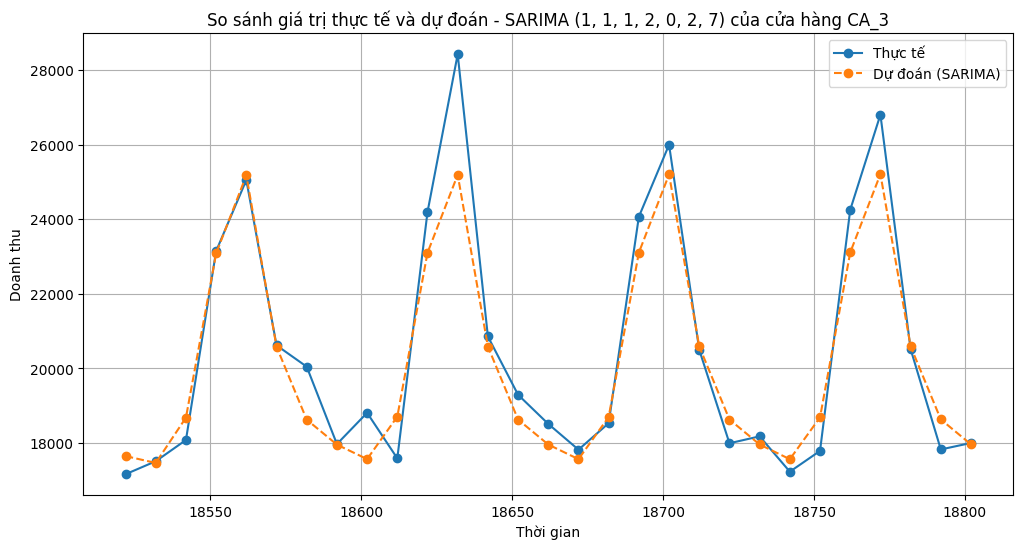 So sánh giá trị thực tế và dự đoán - SARIMA (1, 1, 1, 2, 0, 2, 7) của cửa hàng CA_3
Thực tế
Dự đoán (SARIMA)
Doanh thu
28000
26000
24000
22000
20000
18000
18550
18600
18650
18700
18750
18800
Thời gian